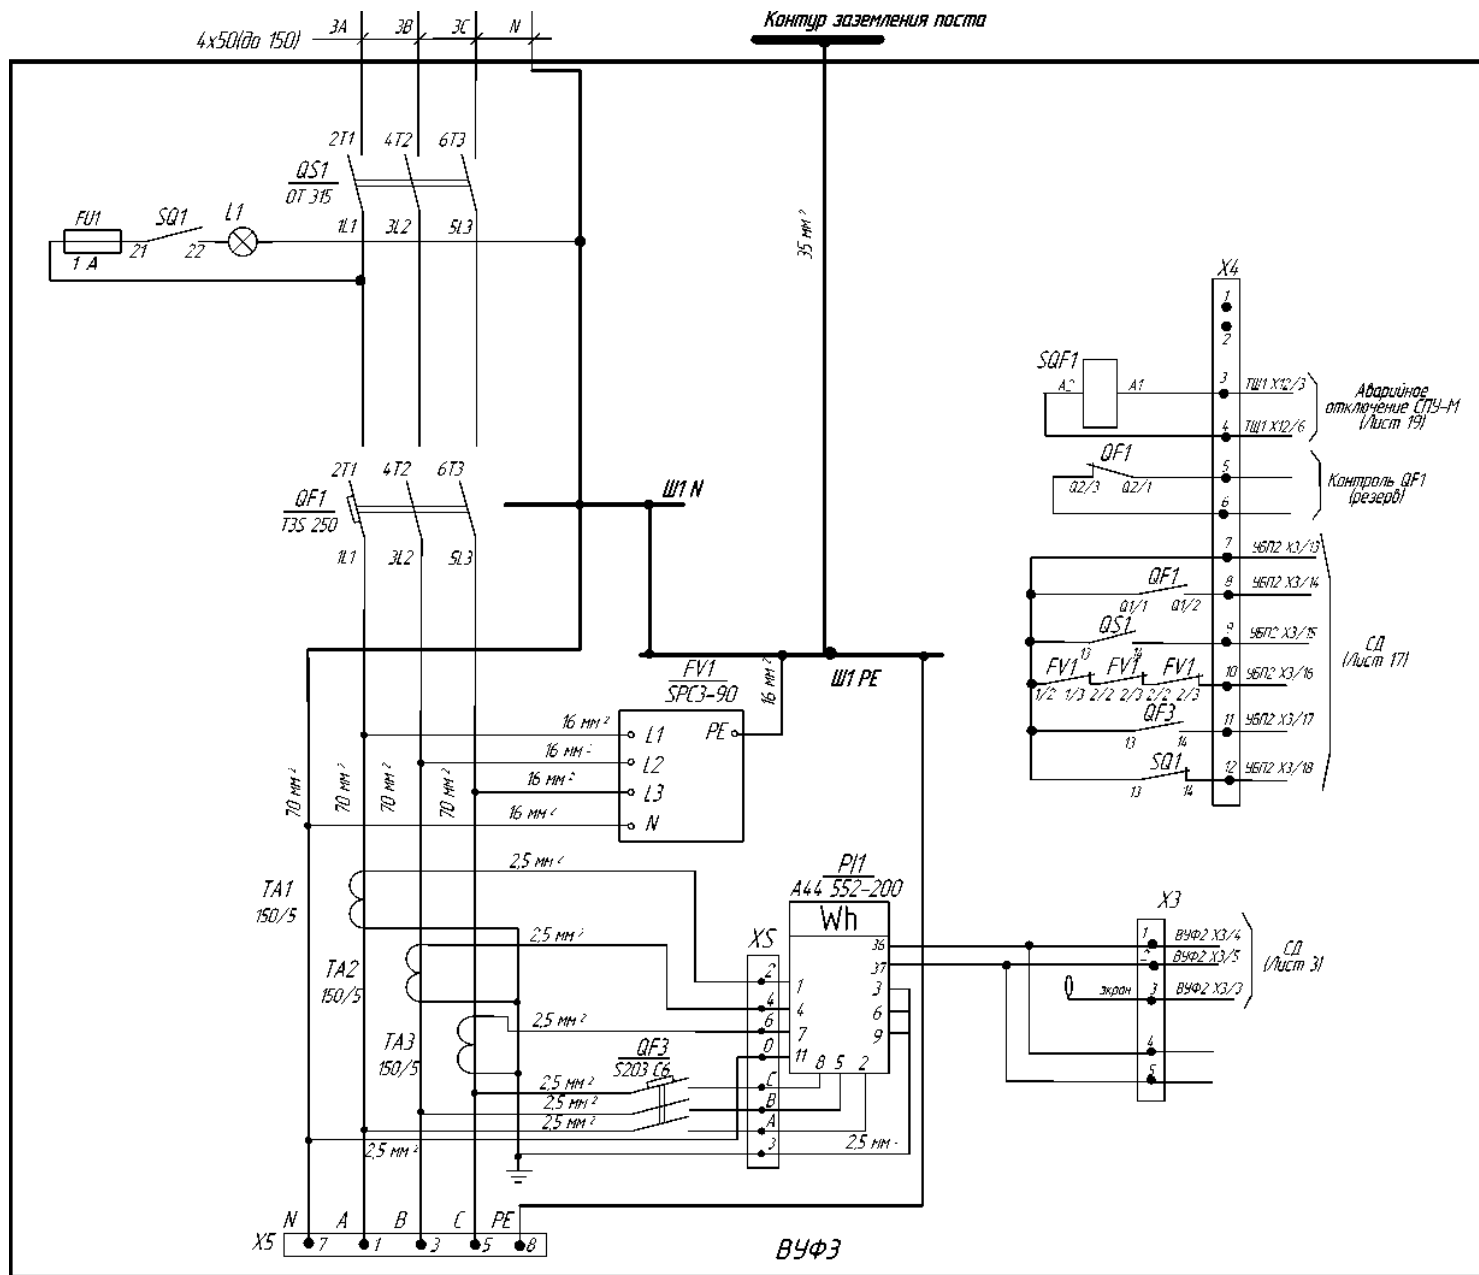 Контур заземления поста
4x50(до 150)
3A
3B
3C
N
2T1
4T2
6T3
QS1
OT 315
FU1
1 A
SQ1
21
22
L1
1L1
3L2
5L3
35 мм²
2T1
4T2
6T3
QF1
T3S 250
1L1
3L2
5L3
Ш1 N
Ш1 PE
16 мм²
FV1
SPC3-90
L1
L2
L3
N
PE
16 мм²
16 мм²
16 мм²
16 мм²
70 мм²
70 мм²
70 мм²
70 мм²
TA1
150/5
TA2
150/5
TA3
150/5
2,5 мм²
2,5 мм²
2,5 мм²
QF3
S203 C6
2,5 мм²
2,5 мм²
2,5 мм²
2,5 мм²
2,5 мм²
XS
2
4
6
0
C
B
A
3
PI1
A44 552-200
Wh
1
4
7
11
36
37
3
6
9
8
5
2
X4
1
2
3
4
5
6
7
8
9
10
11
12
SQF1
A2
A1
ТЩ1 X12/3
ТЩ1 X12/6
Аварийное
отключение СПУ-М
(Лист 19)
QF1
Q2/3
Q2/1
Контроль QF1
(резерв)
УБП2 X3/13
QF1
Q1/1
Q1/2
УБП2 X3/14
QS1
13
14
УБП2 X3/15
FV1
FV1
FV1
1/2
1/3
2/2
2/3
2/2
2/3
УБП2 X3/16
QF3
13
14
УБП2 X3/17
SQ1
13
14
УБП2 X3/18
СД
(Лист 17)
X3
1
2
3
4
5
ВУФ2 X3/4
ВУФ2 X3/5
экран
ВУФ2 X3/3
СД
(Лист 3)
N
A
B
C
PE
X5
7
1
3
5
8
ВУФ3